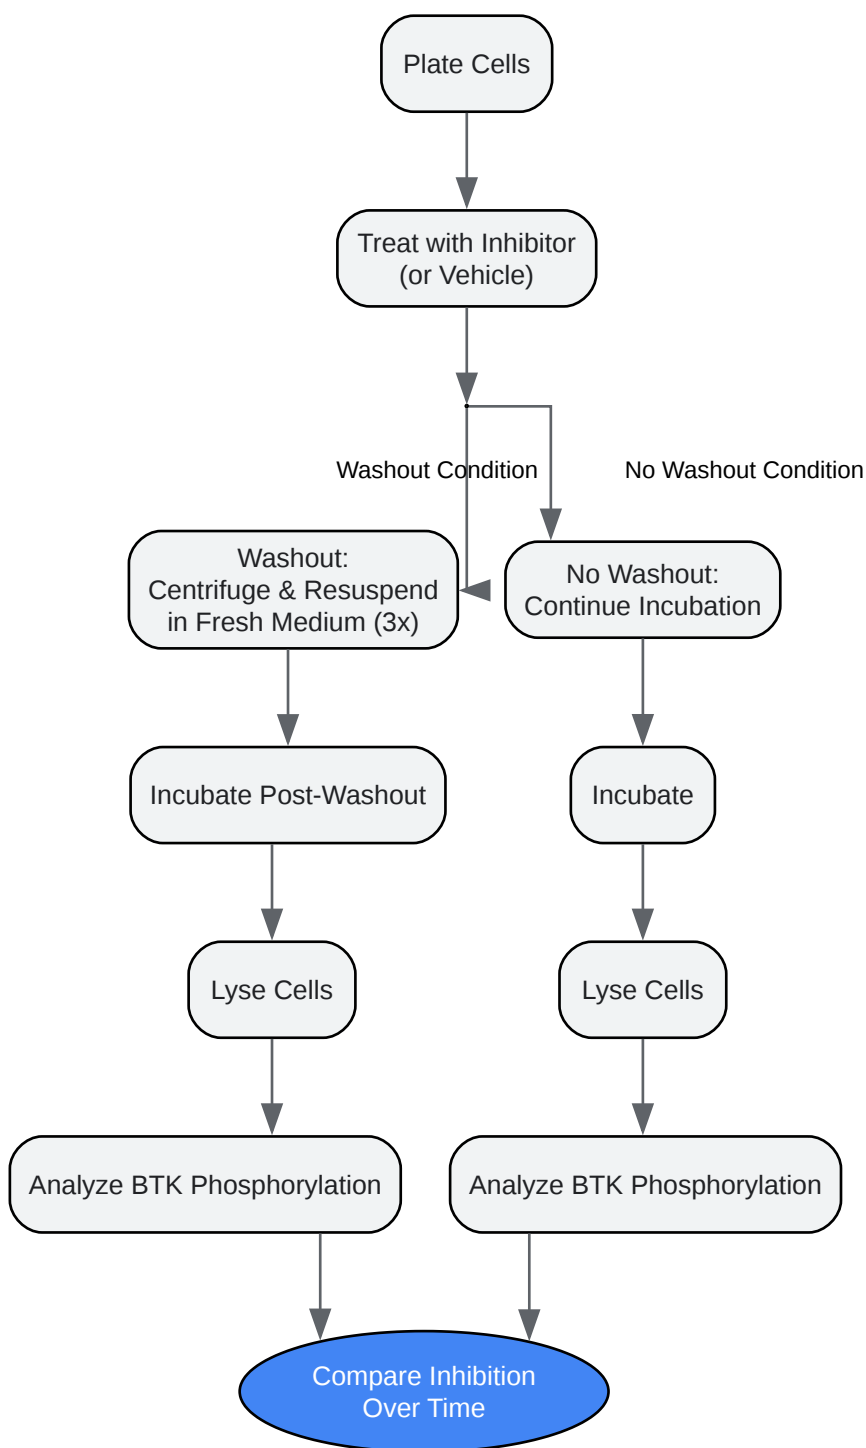 Plate Cells
Treat with Inhibitor
(or Vehicle)
Washout Condition
No Washout Condition
Washout:
Centrifuge & Resuspend
in Fresh Medium (3x)
No Washout:
Continue Incubation
Incubate Post-Washout
Incubate
Lyse Cells
Lyse Cells
Analyze BTK Phosphorylation
Analyze BTK Phosphorylation
Compare Inhibition
Over Time